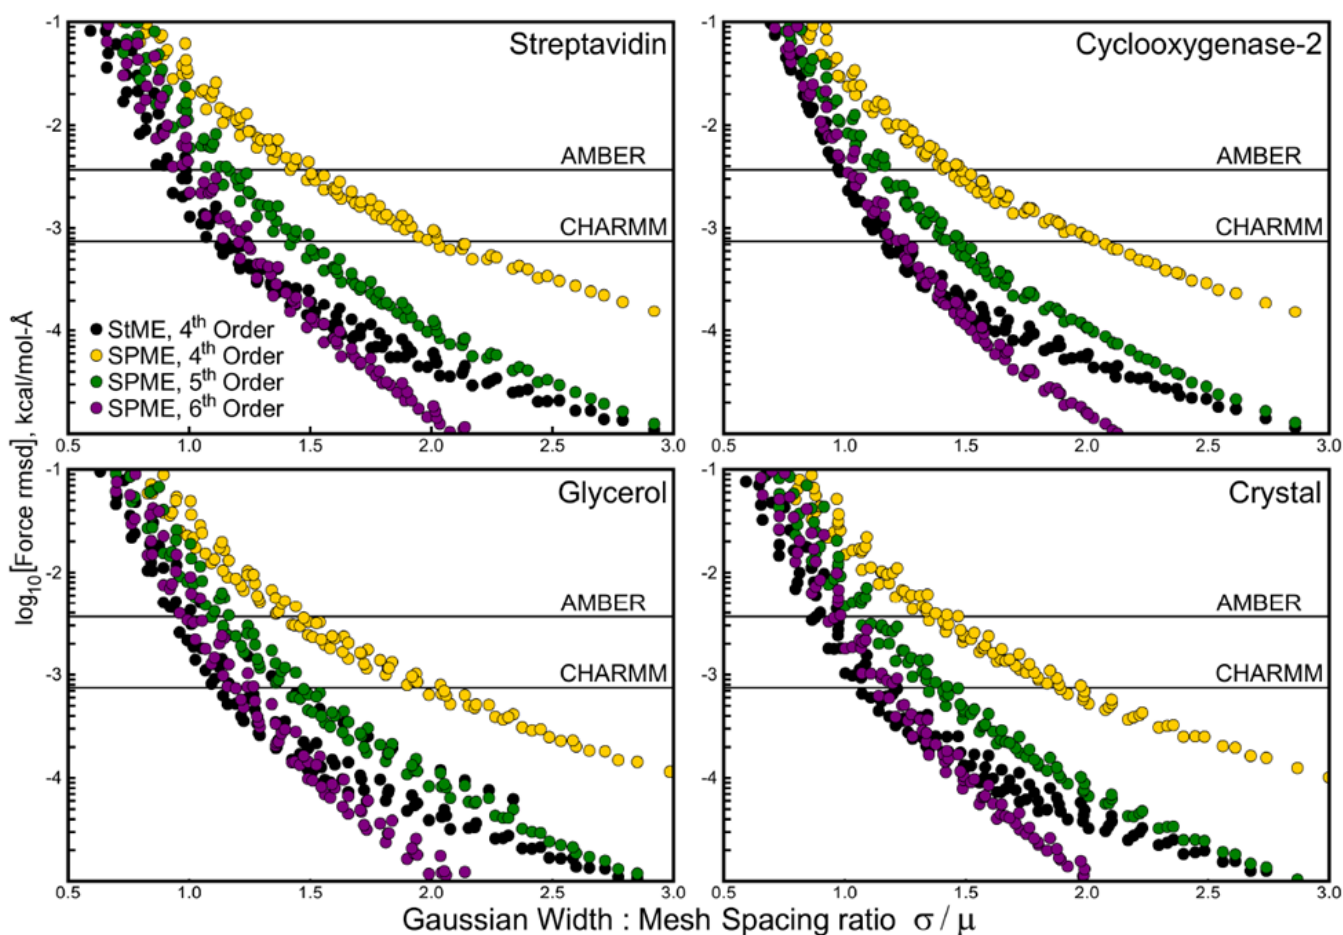 -1
-2
-3
-4
Streptavidin
AMBER
CHARMM
StME, 4th Order
SPME, 4th Order
SPME, 5th Order
SPME, 6th Order
0.5 1.0 1.5 2.0 2.5 3.0
-1
-2
-3
-4
Cyclooxygenase-2
AMBER
CHARMM
0.5 1.0 1.5 2.0 2.5 3.0
log10[Force rmsd], kcal/mol-Å
-1
-2
-3
-4
Glycerol
AMBER
CHARMM
0.5 1.0 1.5 2.0 2.5 3.0
-1
-2
-3
-4
Crystal
AMBER
CHARMM
0.5 1.0 1.5 2.0 2.5 3.0
Gaussian Width : Mesh Spacing ratio σ / μ